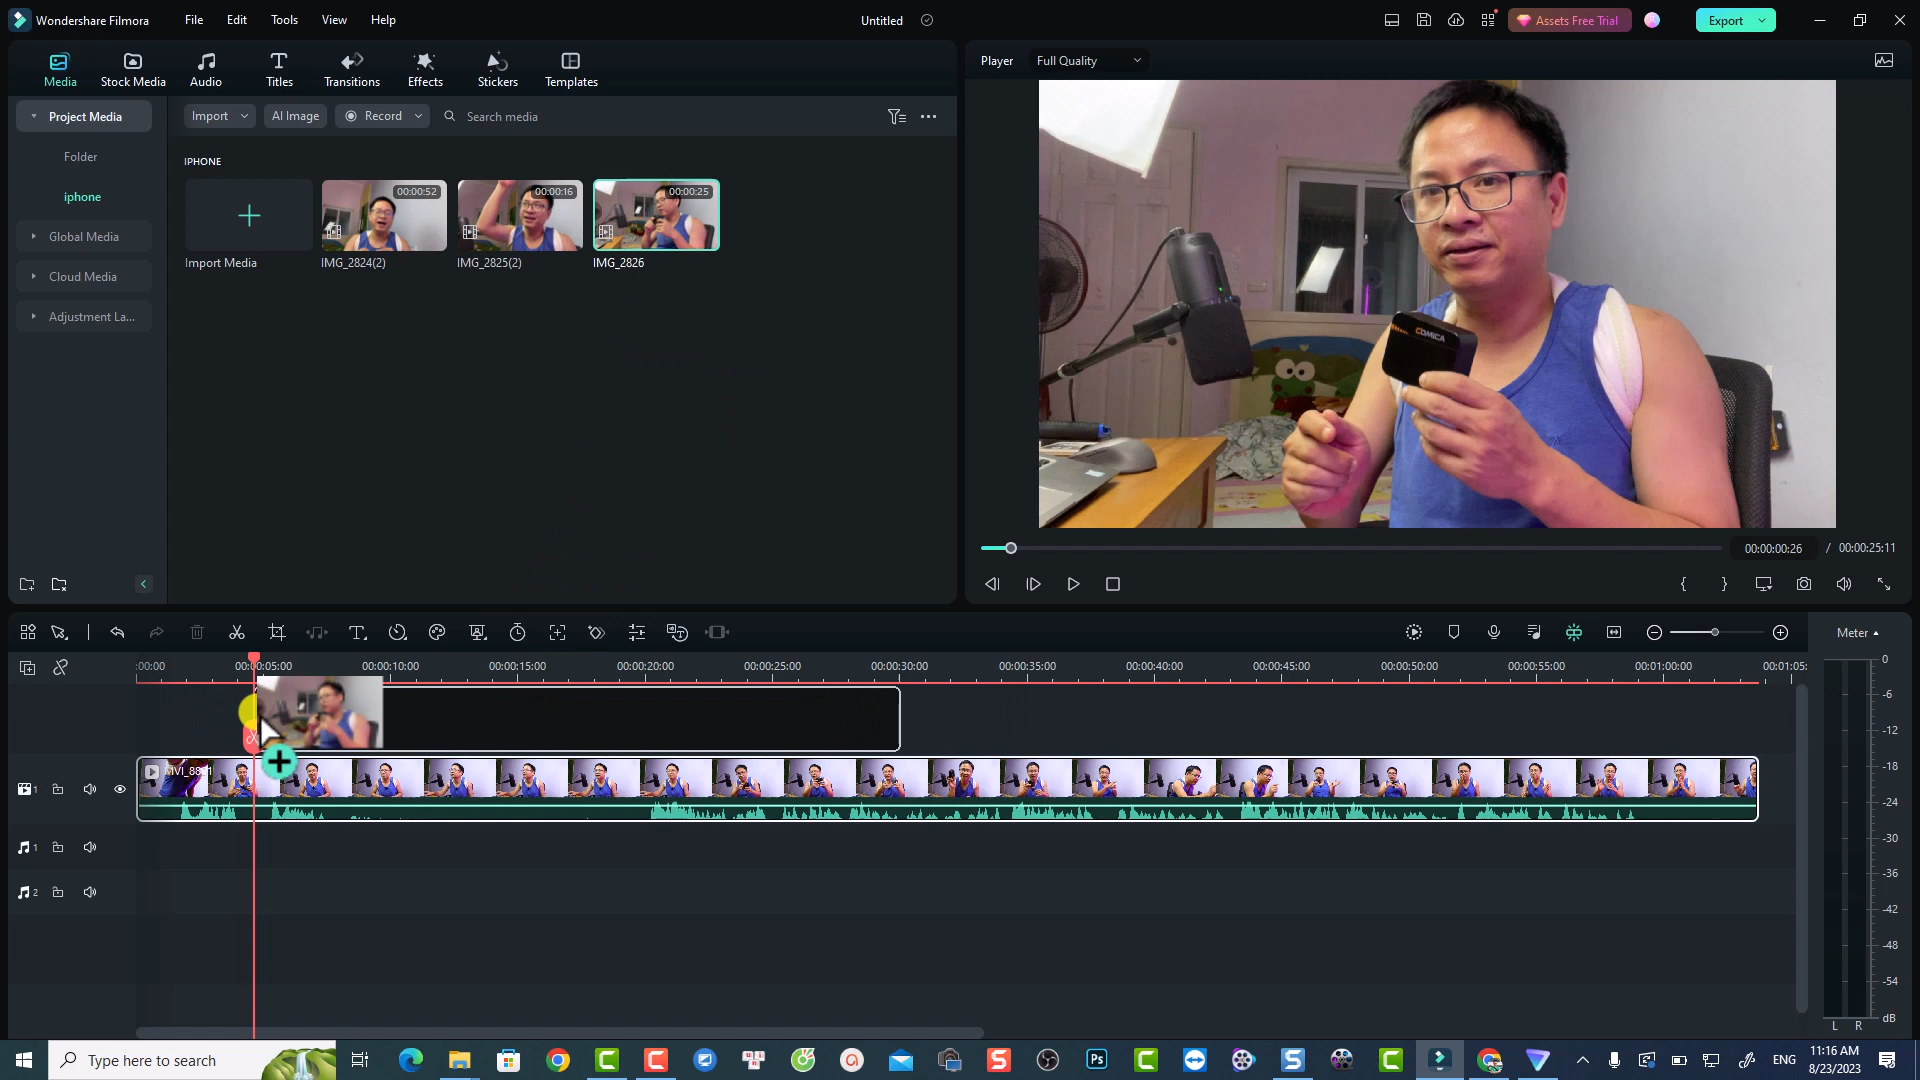 Wondershare Filmora
File
Edit
Tools
View
Help
Untitled
Assets Free Trial
Export
Media
Stock Media
Audio
Titles
Transitions
Effects
Stickers
Templates
Player
Full Quality
Project Media
Folder
iphone
Global Media
Cloud Media
Adjustment La...
Import
AI Image
Record
Search media
IPHONE
00:00:52
00:00:16
00:00:25
Import Media
IMG_2824(2)
IMG_2825(2)
IMG_2826
COMICA
00:00:00:26
/
00:00:25:11
Meter
:00:00
00:00:05:00
00:00:10:00
00:00:15:00
00:00:20:00
00:00:25:00
00:00:30:00
00:00:35:00
00:00:40:00
00:00:45:00
00:00:50:00
00:00:55:00
00:01:00:00
00:01:05:
1
1
2
0
-6
-12
-18
-24
-30
-36
-42
-48
-54
dB
L
R
Type here to search
Ps
ENG
11:16 AM
8/23/2023